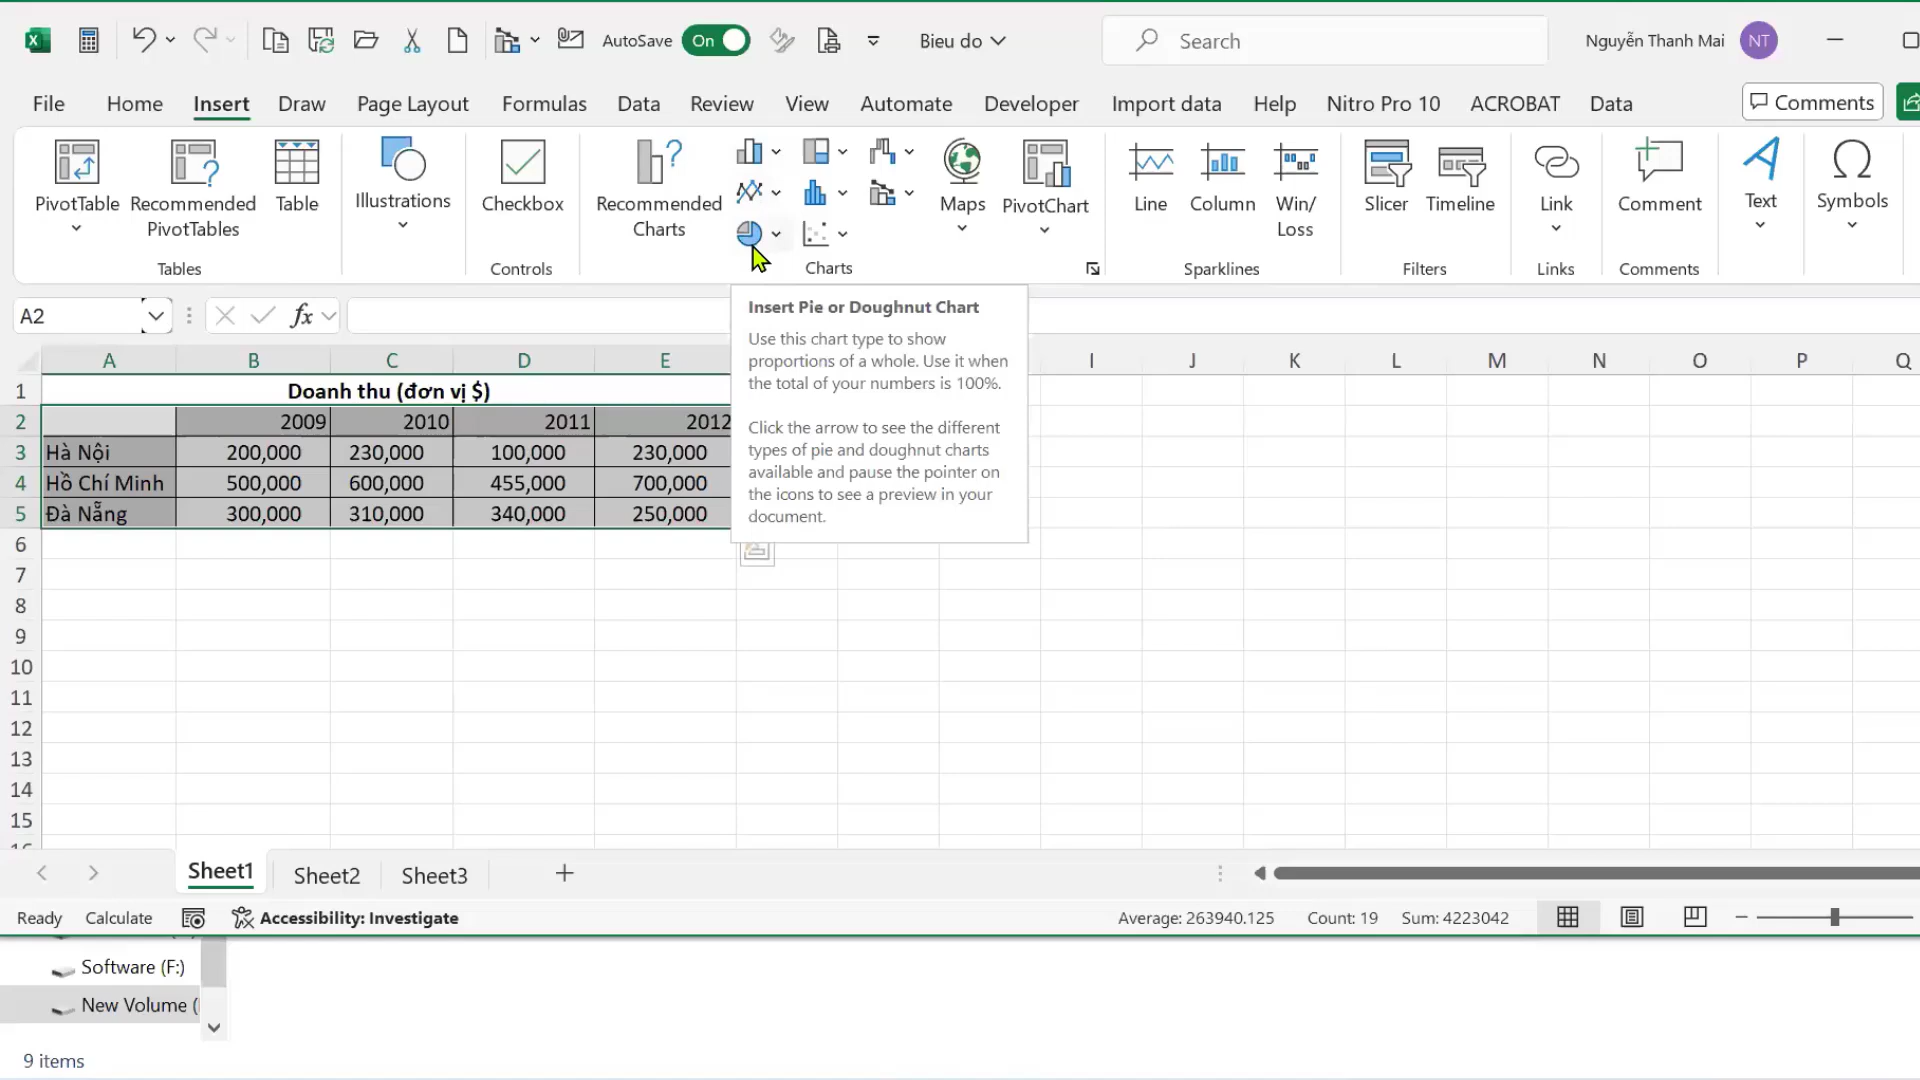 AutoSave On Bieu do Search Nguyễn Thanh Mai NT
File Home Insert Draw Page Layout Formulas Data Review View Automate Developer Import data Help Nitro Pro 10 ACROBAT Data Comments
PivotTable
Recommended
PivotTables
Table
Illustrations
Checkbox
Recommended
Charts
Maps
PivotChart
Line
Column
Win/
Loss
Slicer
Timeline
Link
Comment
Text
Symbols
Tables Controls Charts Sparklines Filters Links Comments
A2 fx
Insert Pie or Doughnut Chart
Use this chart type to show
proportions of a whole. Use it when
the total of your numbers is 100%.
Click the arrow to see the different
types of pie and doughnut charts
available and pause the pointer on
the icons to see a preview in your
document.
A B C D E I J K L M N O P Q
1 Doanh thu (đơn vị $)
2 2009 2010 2011 2012
3 Hà Nội 200,000 230,000 100,000 230,000
4 Hồ Chí Minh 500,000 600,000 455,000 700,000
5 Đà Nẵng 300,000 310,000 340,000 250,000
6
7
8
9
10
11
12
13
14
15
Sheet1 Sheet2 Sheet3
Ready Calculate Accessibility: Investigate Average: 263940.125 Count: 19 Sum: 4223042
Software (F:)
New Volume (
9 items